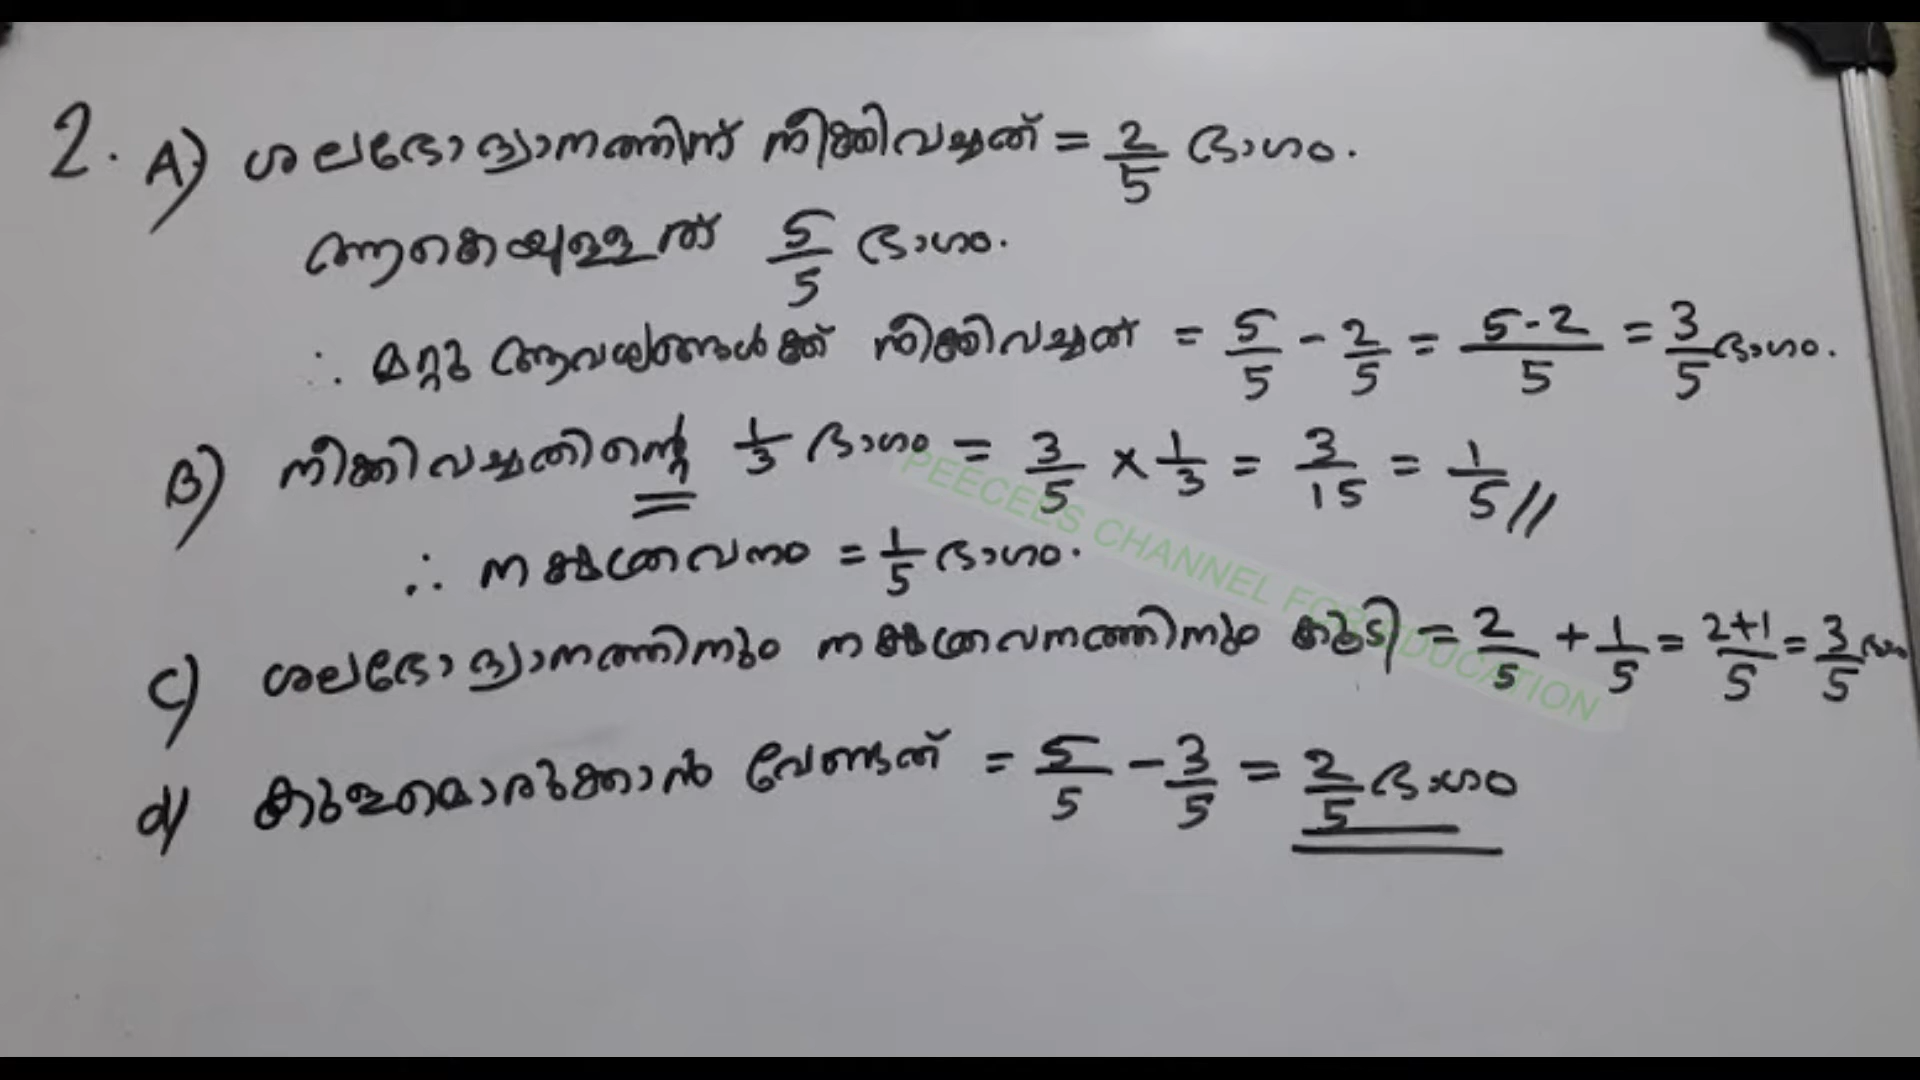 2. A) ശലഭോദ്യാനത്തിന് നീക്കിവച്ചത് = 2/5 ഭാഗം.
ആകെയുള്ളത് 5/5 ഭാഗം.
∴ മറ്റു ആവശ്യങ്ങൾക്ക് നീക്കിവച്ചത് = 5/5 - 2/5 = 5-2/5 = 3/5 ഭാഗം.
B) നീക്കിവച്ചതിന്റെ 1/3 ഭാഗം = 3/5 × 1/3 = 3/15 = 1/5 //
∴ നക്ഷത്രവനം = 1/5 ഭാഗം.
C) ശലഭോദ്യാനത്തിനും നക്ഷത്രവനത്തിനും കൂടി = 2/5 + 1/5 = 2+1/5 = 3/5 ഭാഗം
d) കുളമൊരുക്കാൻ വേണ്ടത് = 5/5 - 3/5 = 2/5 ഭാഗം
PEECEES CHANNEL FOR EDUCATION